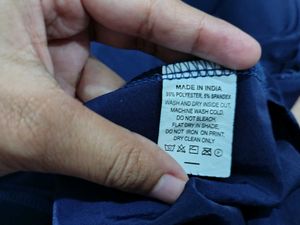 MADE IN INDIA
95% POLYESTER, 5% SPANDEX
WASH AND DRY INSIDE OUT,
MACHINE WASH COLD.
DO NOT BLEACH.
FLAT DRY IN SHADE,
DO NOT IRON ON PRINT,
DRY CLEAN ONLY